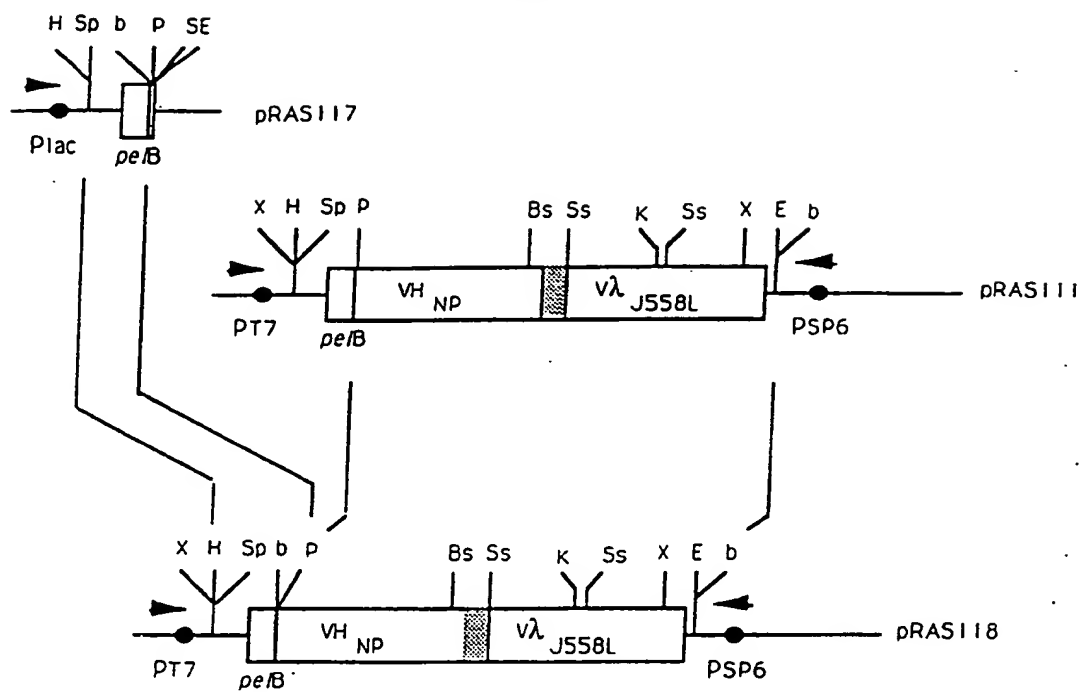 H Sp b P SE
pRAS117
Plac
pelB
X H Sp P Bs Ss K Ss X E b
VH NP Vλ J558L
pRAS111
PT7
pelB
PSP6
X H Sp b P Bs Ss K Ss X E b
VH NP Vλ J558L
pRAS118
PT7
pelB
PSP6